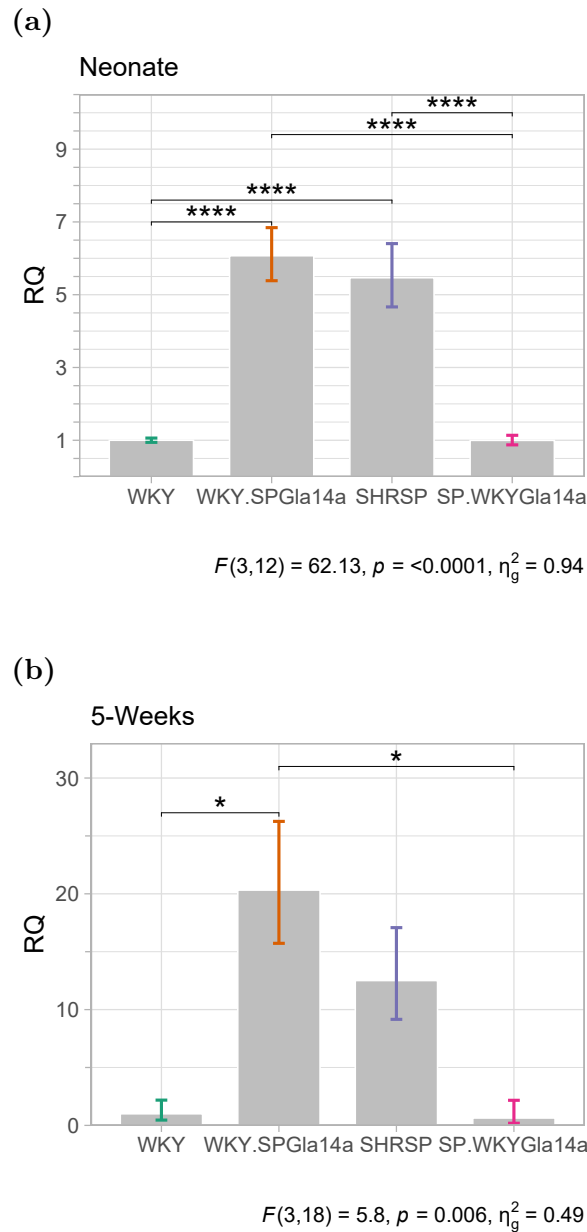 (a)
Neonate
****
****
****
****
9
7
5
3
1
RQ
WKY WKY.SPGla14a SHRSP SP.WKYGla14a
F(3,12) = 62.13, p = <0.0001, η²g = 0.94
(b)
5-Weeks
*
*
30
20
10
0
RQ
WKY WKY.SPGla14a SHRSP SP.WKYGla14a
F(3,18) = 5.8, p = 0.006, η²g = 0.49